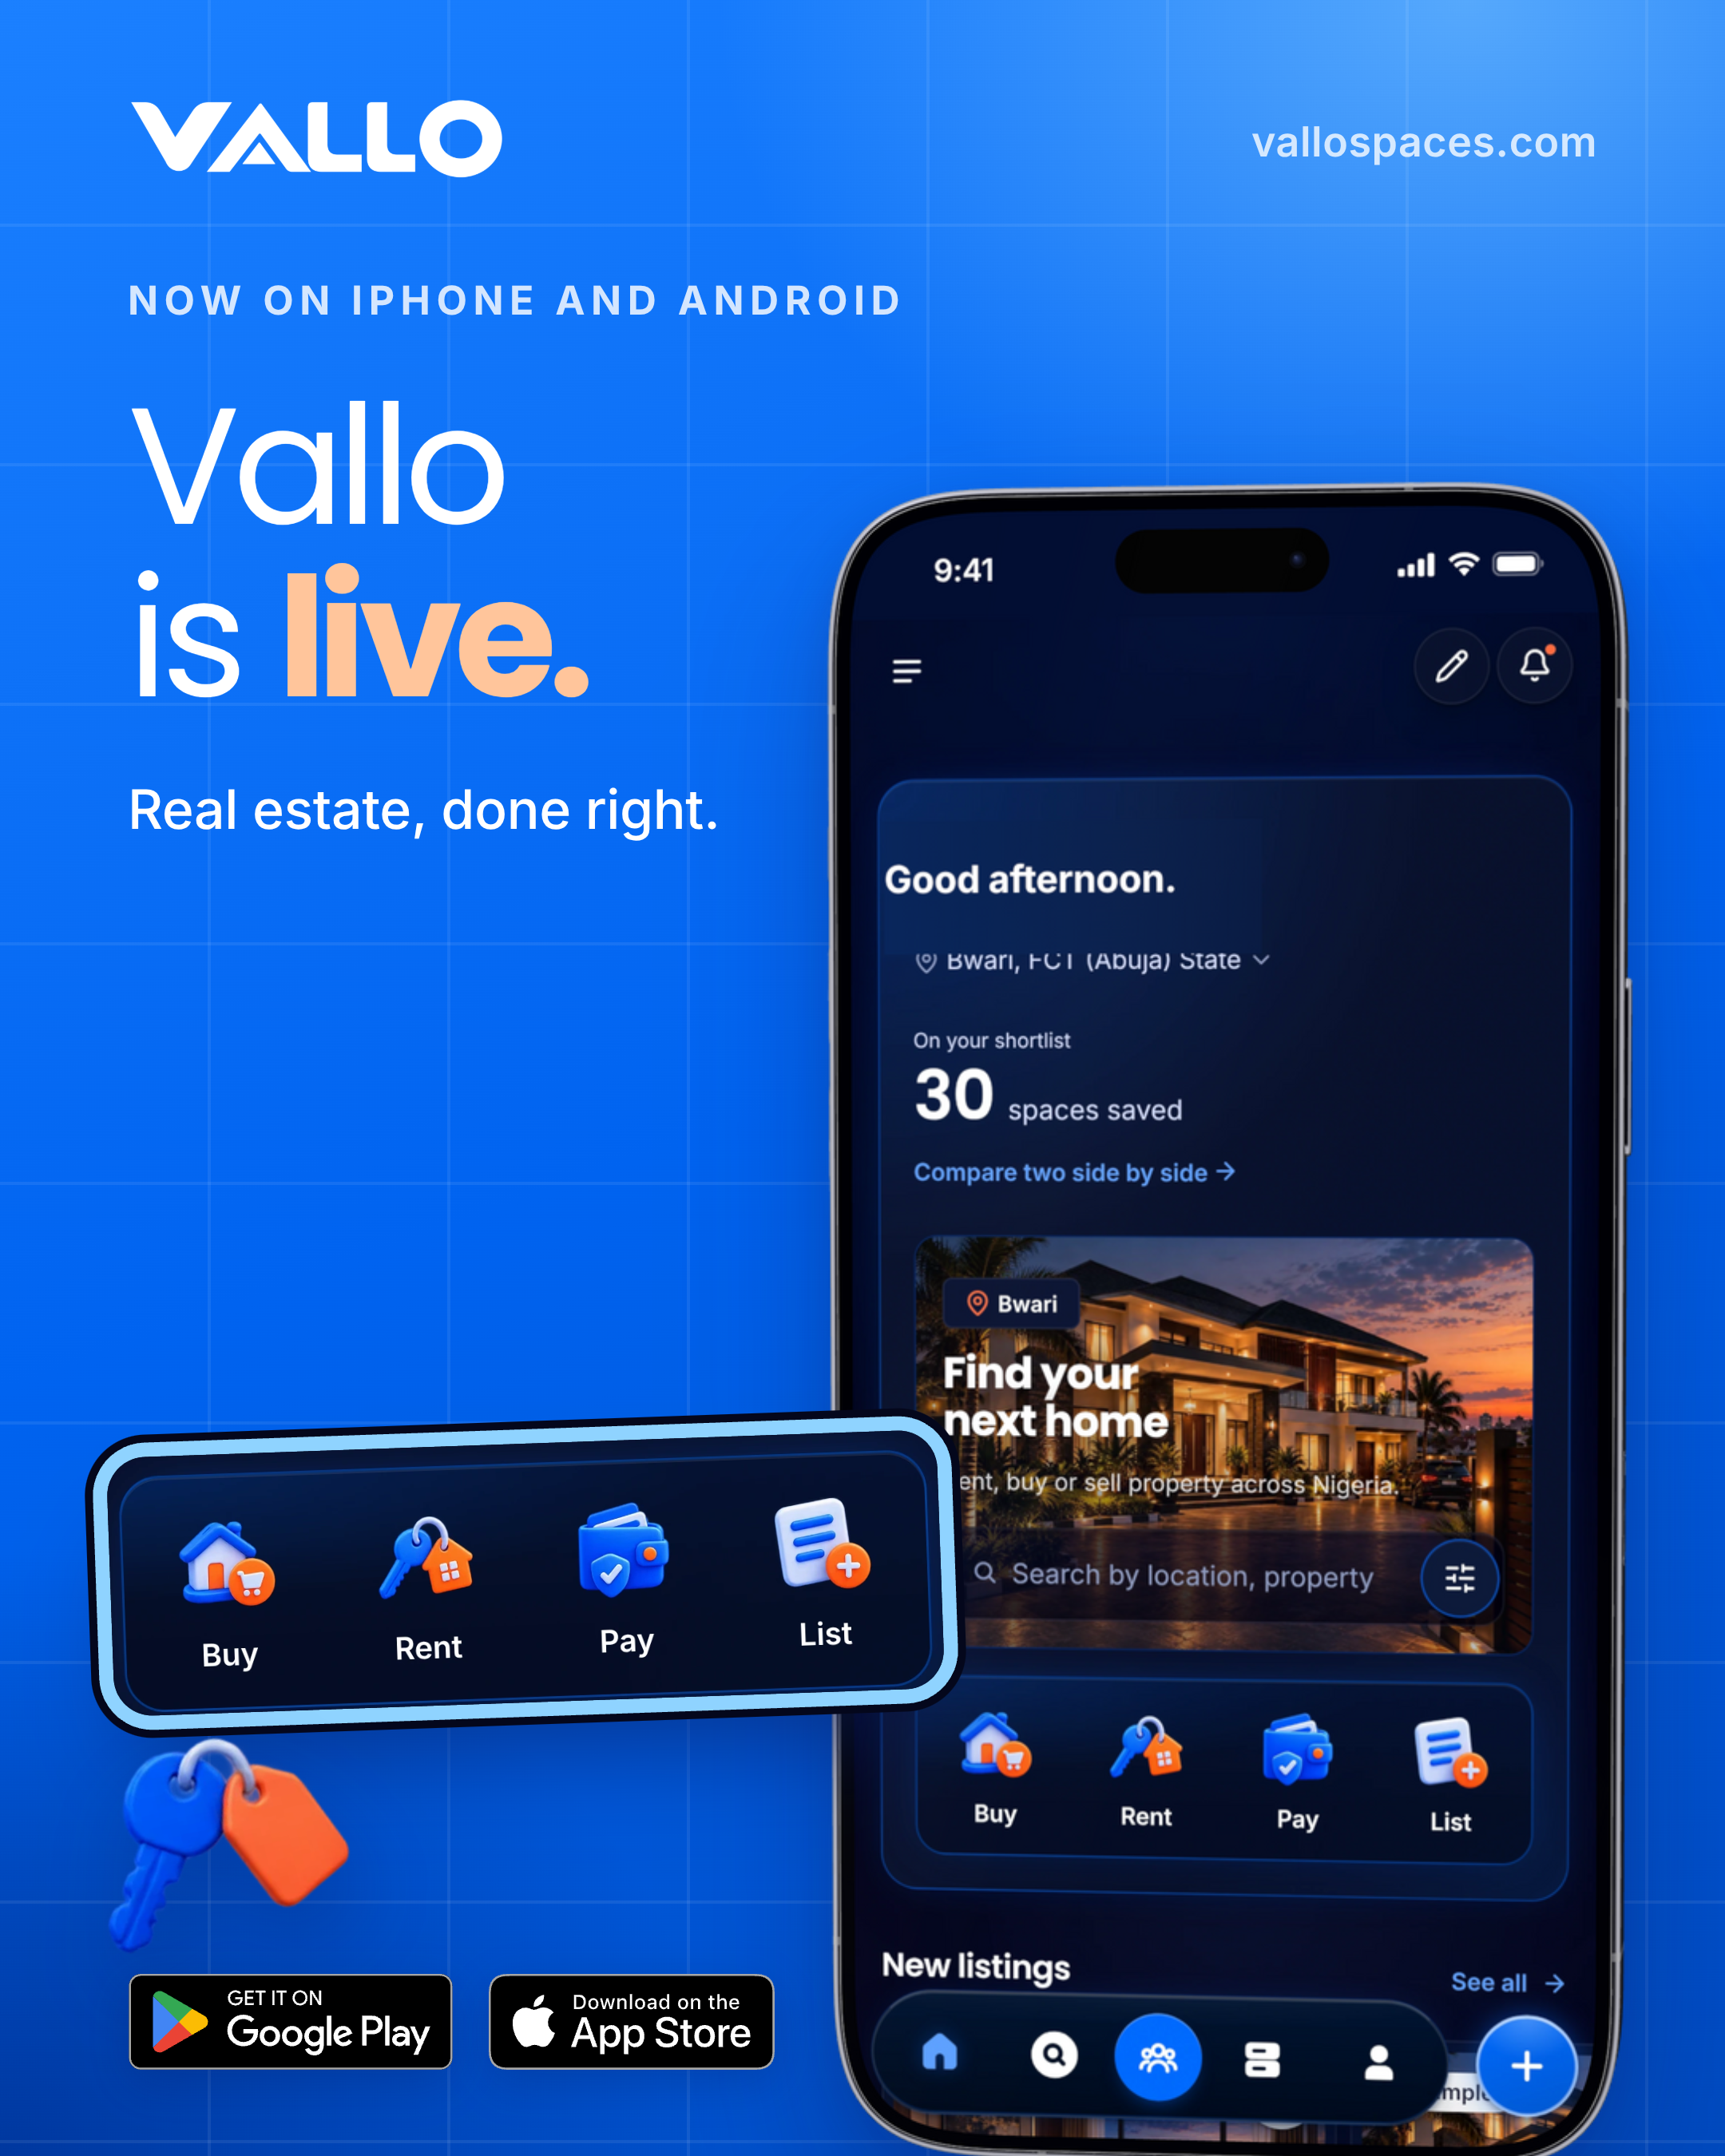 VALLO
vallospaces.com
NOW ON IPHONE AND ANDROID
Vallo
is live.
Real estate, done right.
9:41
Good afternoon.
Bwari, FCT (Abuja) State
On your shortlist
30 spaces saved
Compare two side by side →
Bwari
Find your
next home
ent, buy or sell property across Nigeria.
Search by location, property
Buy Rent Pay List
Buy Rent Pay List
New listings
See all →
GET IT ON
Google Play
Download on the
App Store